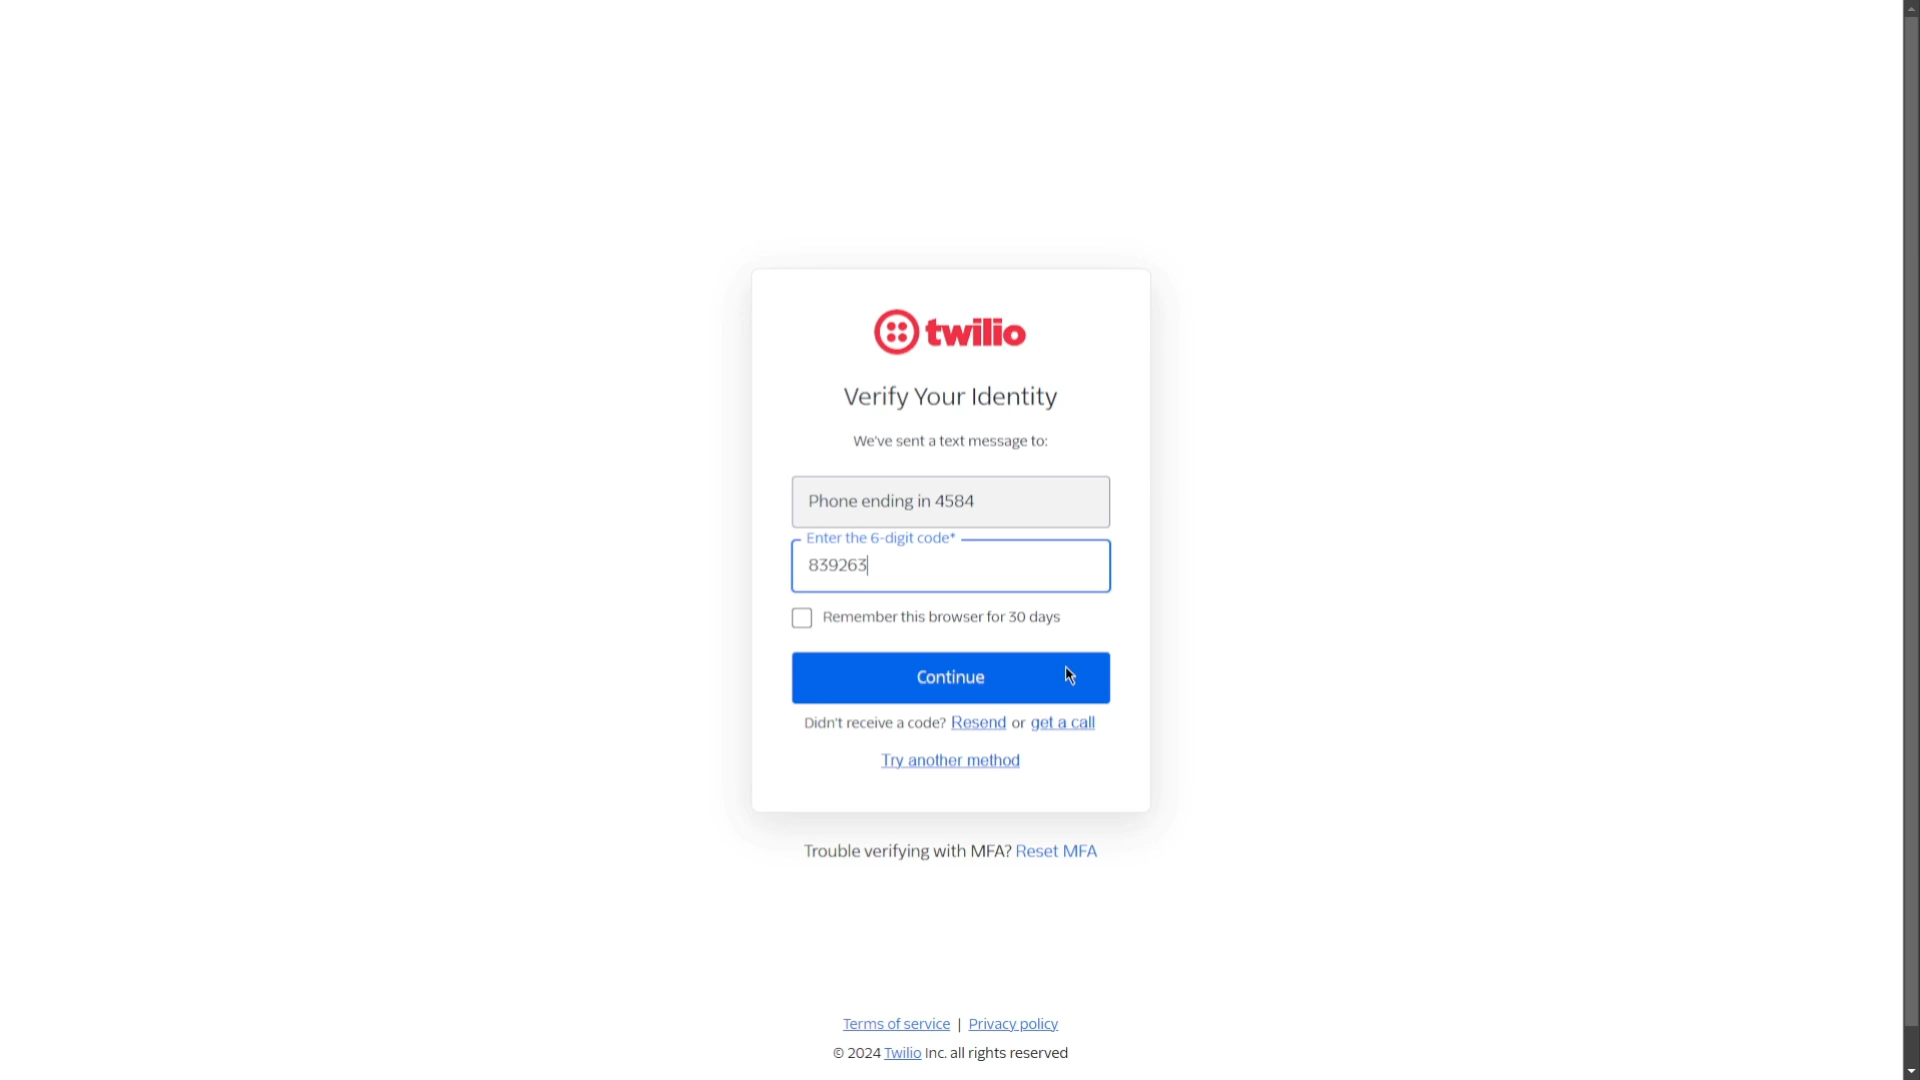 twilio
Verify Your Identity
We've sent a text message to:
Phone ending in 4584
Enter the 6-digit code*
839263
Remember this browser for 30 days
Continue
Didn't receive a code? Resend or get a call
Try another method
Trouble verifying with MFA? Reset MFA
Terms of service | Privacy policy
© 2024 Twilio Inc. all rights reserved